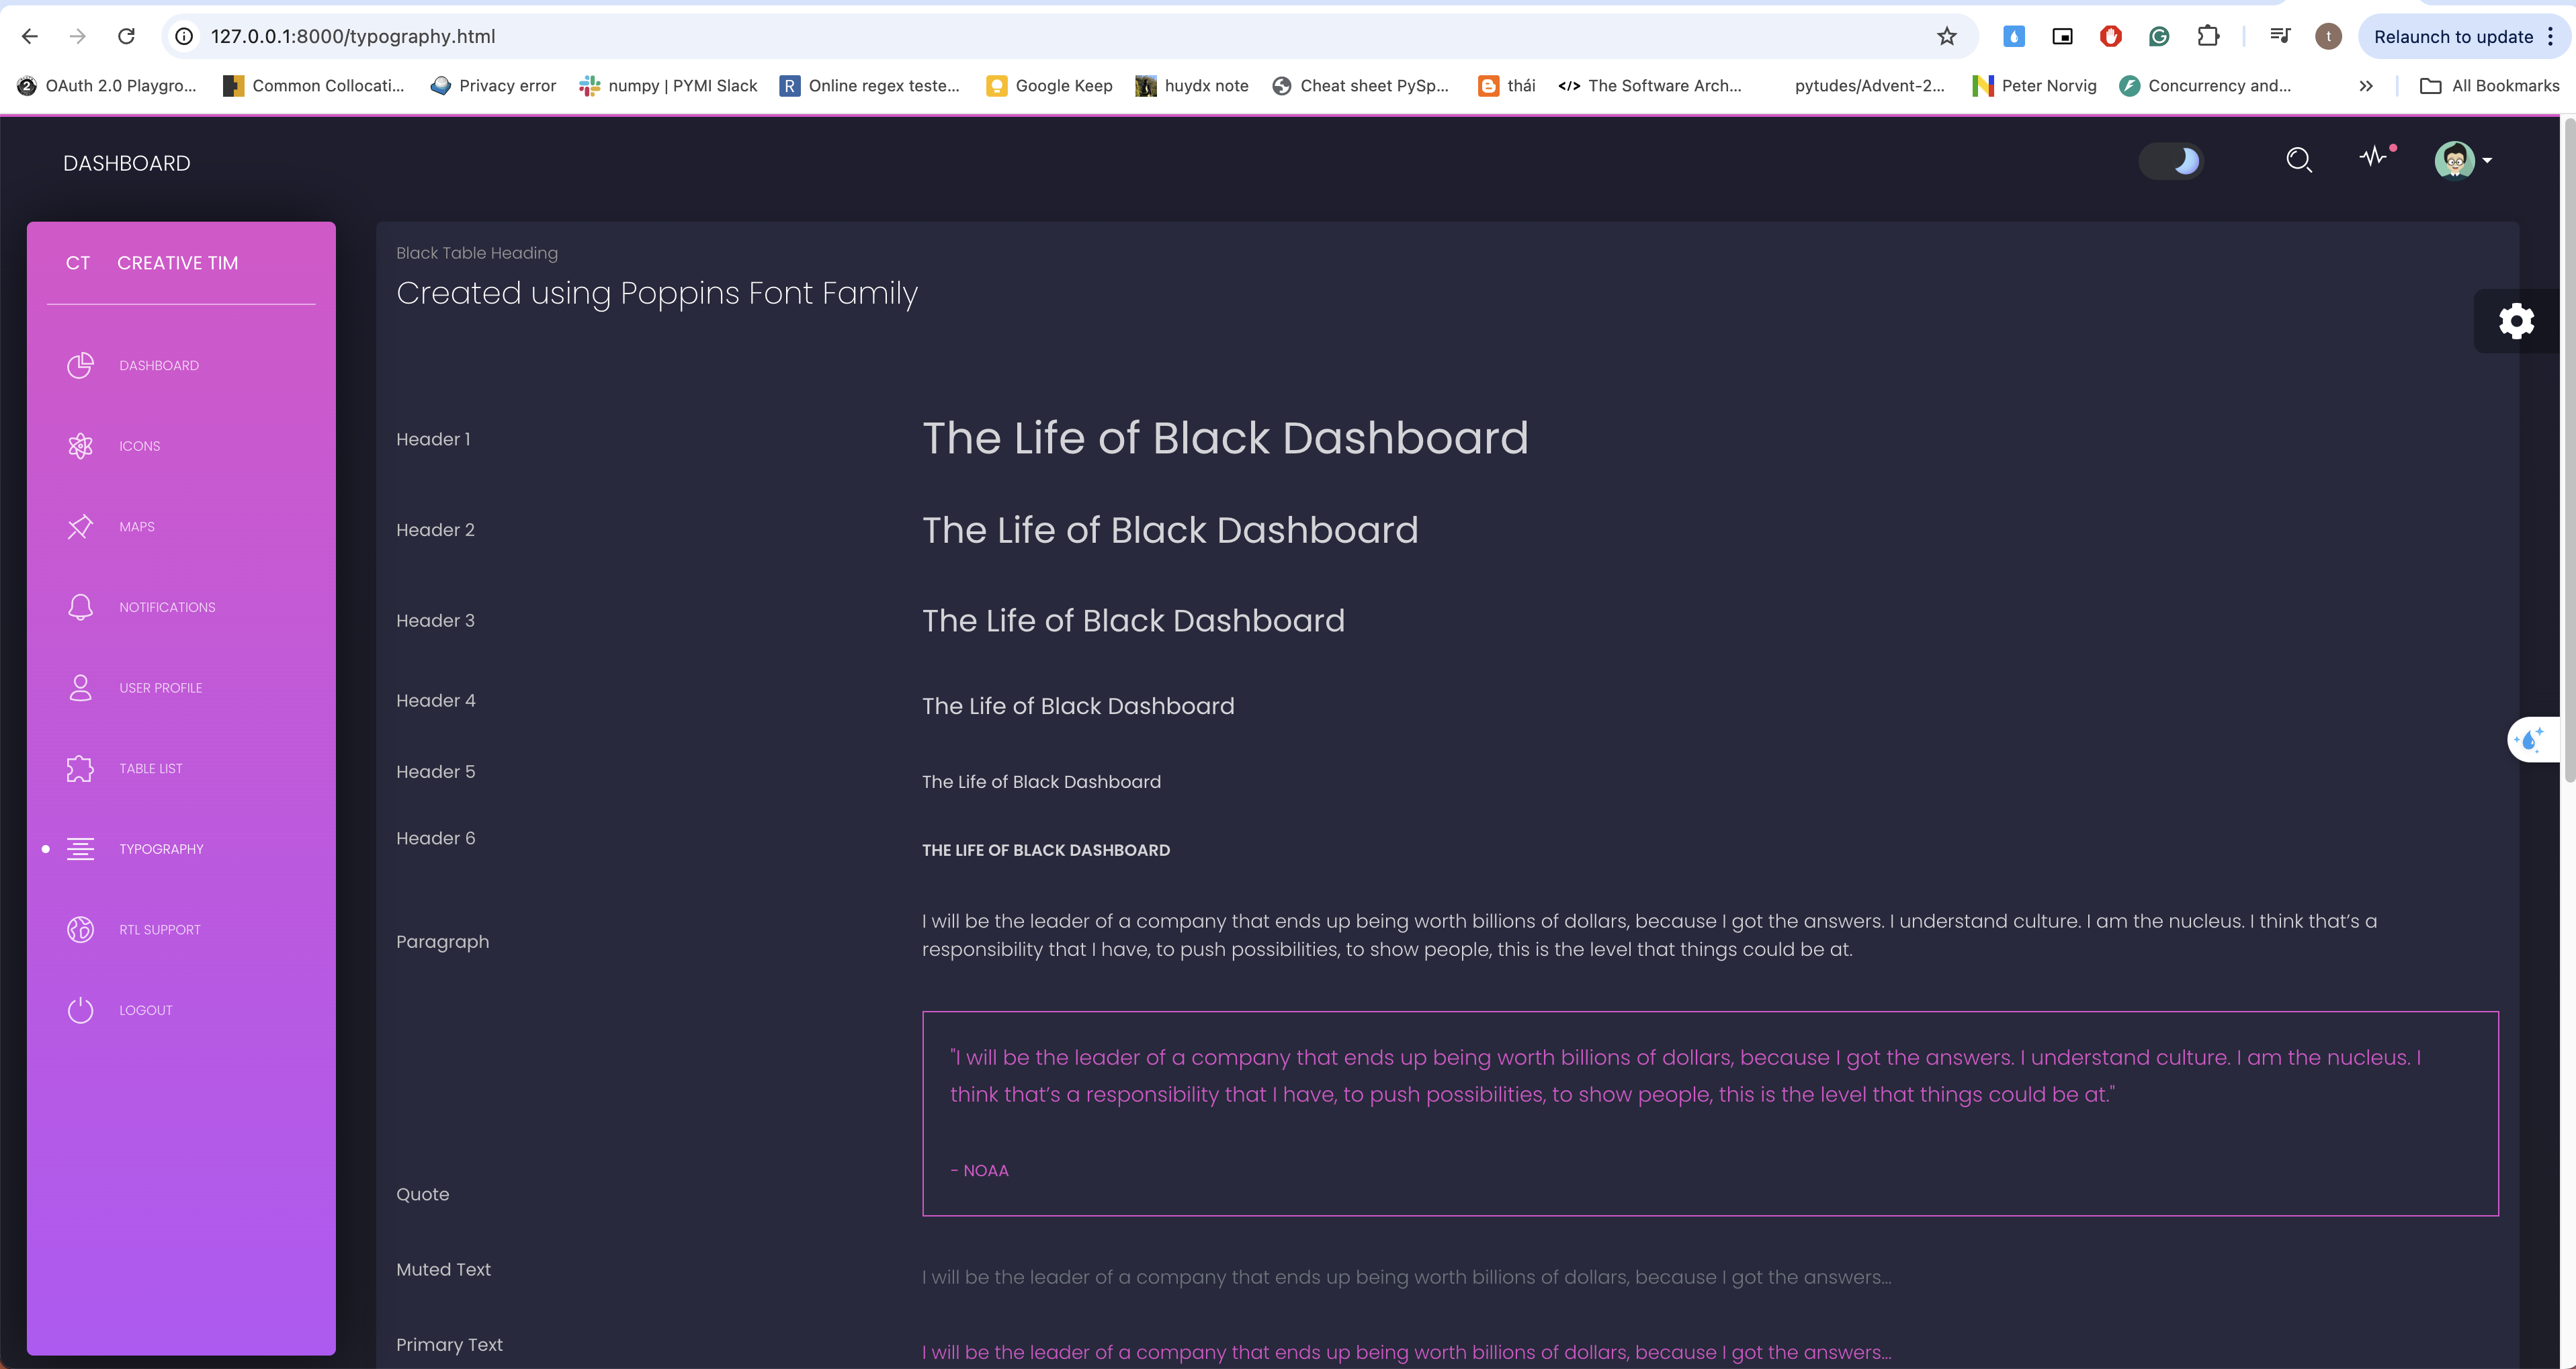 127.0.0.1:8000/typography.html
t
Relaunch to update
OAuth 2.0 Playgro...
Common Collocati...
Privacy error
numpy | PYMI Slack
R
Online regex teste...
Google Keep
huydx note
Cheat sheet PySp...
thái
The Software Arch...
pytudes/Advent-2...
Peter Norvig
Concurrency and...
All Bookmarks
DASHBOARD
CT
CREATIVE TIM
DASHBOARD
ICONS
MAPS
NOTIFICATIONS
USER PROFILE
TABLE LIST
TYPOGRAPHY
RTL SUPPORT
LOGOUT
Black Table Heading
Created using Poppins Font Family
Header 1
The Life of Black Dashboard
Header 2
The Life of Black Dashboard
Header 3
The Life of Black Dashboard
Header 4
The Life of Black Dashboard
Header 5
The Life of Black Dashboard
Header 6
THE LIFE OF BLACK DASHBOARD
Paragraph
I will be the leader of a company that ends up being worth billions of dollars, because I got the answers. I understand culture. I am the nucleus. I think that’s a
responsibility that I have, to push possibilities, to show people, this is the level that things could be at.
Quote
"I will be the leader of a company that ends up being worth billions of dollars, because I got the answers. I understand culture. I am the nucleus. I
think that’s a responsibility that I have, to push possibilities, to show people, this is the level that things could be at."
- NOAA
Muted Text
I will be the leader of a company that ends up being worth billions of dollars, because I got the answers...
Primary Text
I will be the leader of a company that ends up being worth billions of dollars, because I got the answers...